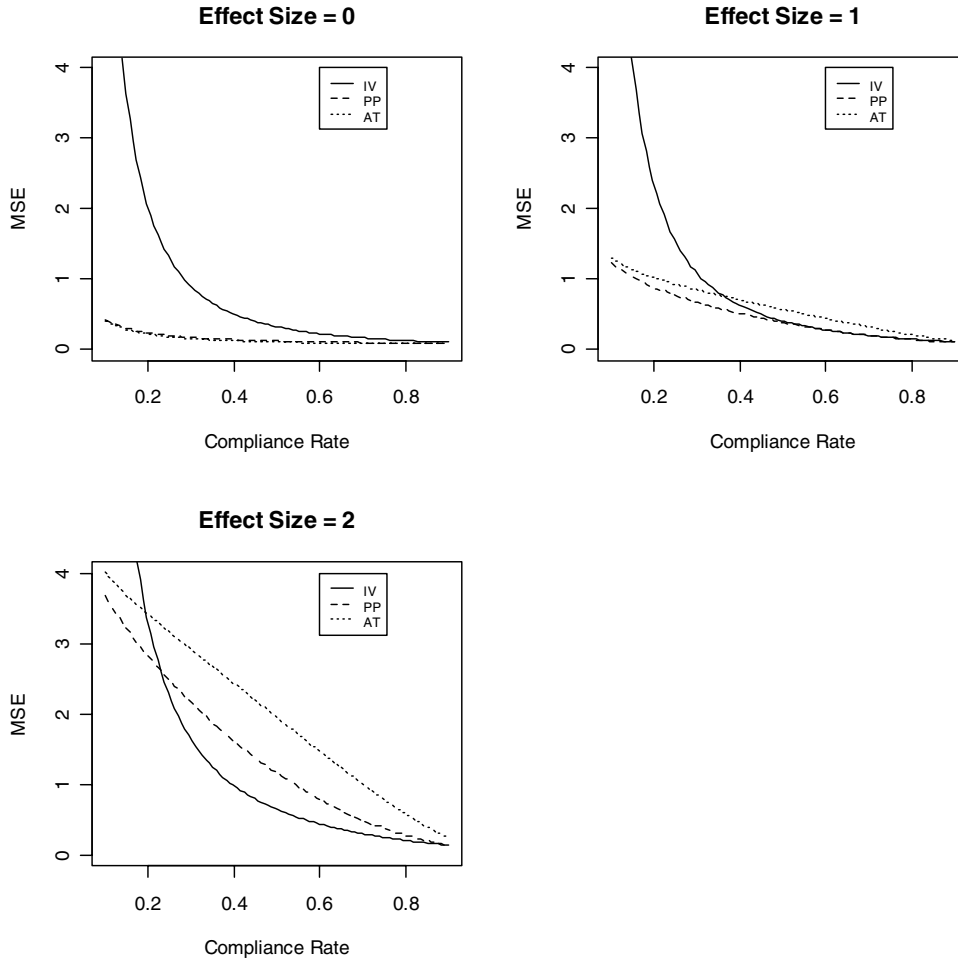 Effect Size = 0
MSE
4
3
2
1
0
IV
PP
AT
0.2 0.4 0.6 0.8
Compliance Rate
Effect Size = 1
MSE
4
3
2
1
0
IV
PP
AT
0.2 0.4 0.6 0.8
Compliance Rate
Effect Size = 2
MSE
4
3
2
1
0
IV
PP
AT
0.2 0.4 0.6 0.8
Compliance Rate